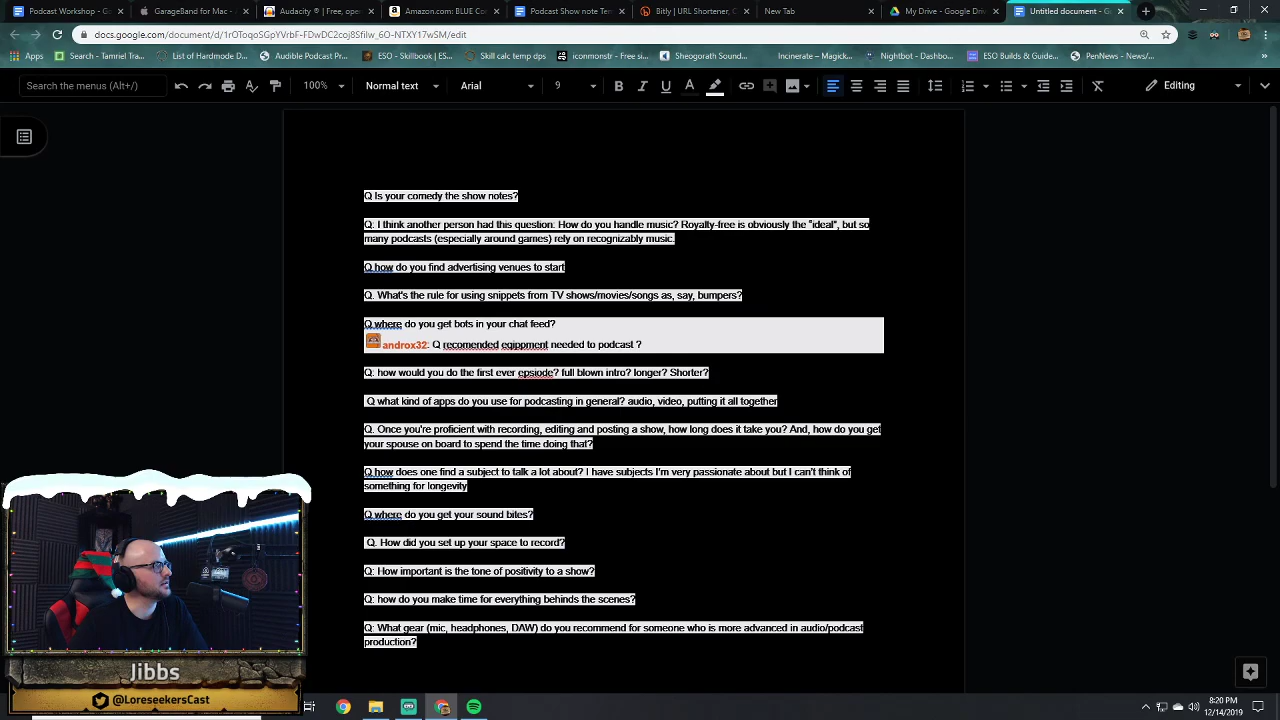 Podcast Workshop - G
GarageBand for Mac -
Audacity ® | Free, open
Amazon.com: BLUE Co
Podcast Show Note Ten
Bitly | URL Shortener, C
New Tab
My Drive - Google Driv
Untitled document - G
docs.google.com/document/d/1rOToqoSGpYVrbF-FDwDC2coj8Sfilw_6O-NTXY17wSM/edit
Apps
Search - Tamriel Tra...
List of Hardmode D...
Audible Podcast Pro...
ESO - Skillbook | ES...
Skill calc temp dps
iconmonstr - Free si...
Sheogorath Sound...
Incinerate – Magick...
Nightbot - Dashbo...
ESO Builds & Guide...
PenNews - News/...
Search the menus (Alt+/)
100%
Normal text
Arial
9
B I U A
Editing
Q Is your comedy the show notes?
Q: I think another person had this question. How do you handle music? Royalty-free is obviously the "ideal", but so
many podcasts (especially around games) rely on recognizably music.
Q how do you find advertising venues to start
Q. What's the rule for using snippets from TV shows/movies/songs as, say, bumpers?
Q where do you get bots in your chat feed?
androx32: Q recomended eqippment needed to podcast ?
Q: how would you do the first ever epsiode? full blown intro? longer? Shorter?
Q what kind of apps do you use for podcasting in general? audio, video, putting it all together
Q. Once you're proficient with recording, editing and posting a show, how long does it take you? And, how do you get
your spouse on board to spend the time doing that?
Q how does one find a subject to talk a lot about? I have subjects I'm very passionate about but I can't think of
something for longevity
Q where do you get your sound bites?
Q. How did you set up your space to record?
Q: How important is the tone of positivity to a show?
Q: how do you make time for everything behind the scenes?
Q: What gear (mic, headphones, DAW) do you recommend for someone who is more advanced in audio/podcast
production?
Jibbs
@LoreseekersCast
8:20 PM
12/14/2019